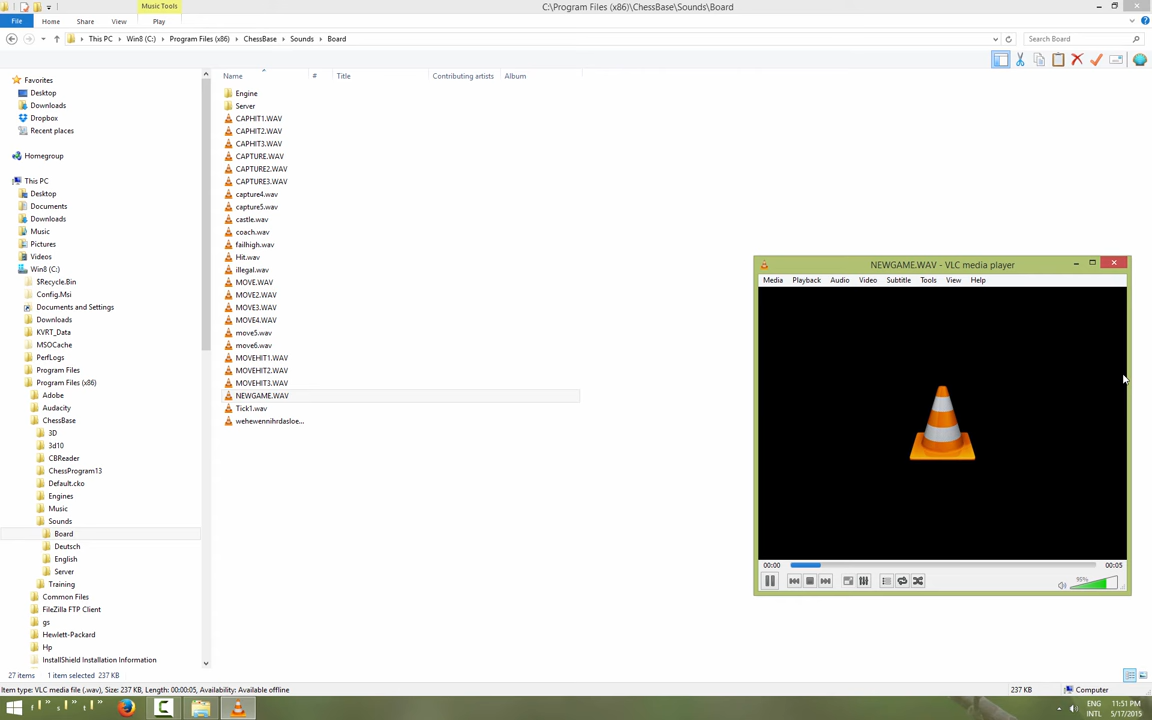 Music Tools
C:\Program Files (x86)\ChessBase\Sounds\Board
File Home Share View Play
This PC Win8 (C:) Program Files (x86) ChessBase Sounds Board
Search Board
Name # Title Contributing artists Album
Favorites
Desktop
Downloads
Dropbox
Recent places
Homegroup
This PC
Desktop
Documents
Downloads
Music
Pictures
Videos
Win8 (C:)
$Recycle.Bin
Config.Msi
Documents and Settings
Downloads
KVRT_Data
MSOCache
PerfLogs
Program Files
Program Files (x86)
Adobe
Audacity
ChessBase
3D
3d10
CBReader
ChessProgram13
Default.cko
Engines
Music
Sounds
Board
Deutsch
English
Server
Training
Common Files
FileZilla FTP Client
gs
Hewlett-Packard
Hp
InstallShield Installation Information
Engine
Server
CAPHIT1.WAV
CAPHIT2.WAV
CAPHIT3.WAV
CAPTURE.WAV
CAPTURE2.WAV
CAPTURE3.WAV
capture4.wav
capture5.wav
castle.wav
coach.wav
failhigh.wav
Hit.wav
illegal.wav
MOVE.WAV
MOVE2.WAV
MOVE3.WAV
MOVE4.WAV
move5.wav
move6.wav
MOVEHIT1.WAV
MOVEHIT2.WAV
MOVEHIT3.WAV
NEWGAME.WAV
Tick1.wav
wehewennihrdasloe...
NEWGAME.WAV - VLC media player
Media Playback Audio Video Subtitle Tools View Help
00:00 00:05
95%
27 items 1 item selected 237 KB
Item type: VLC media file (.wav), Size: 237 KB, Length: 00:00:05, Availability: Available offline
237 KB Computer
f " s " t "
ENG 11:51 PM
INTL 5/17/2015